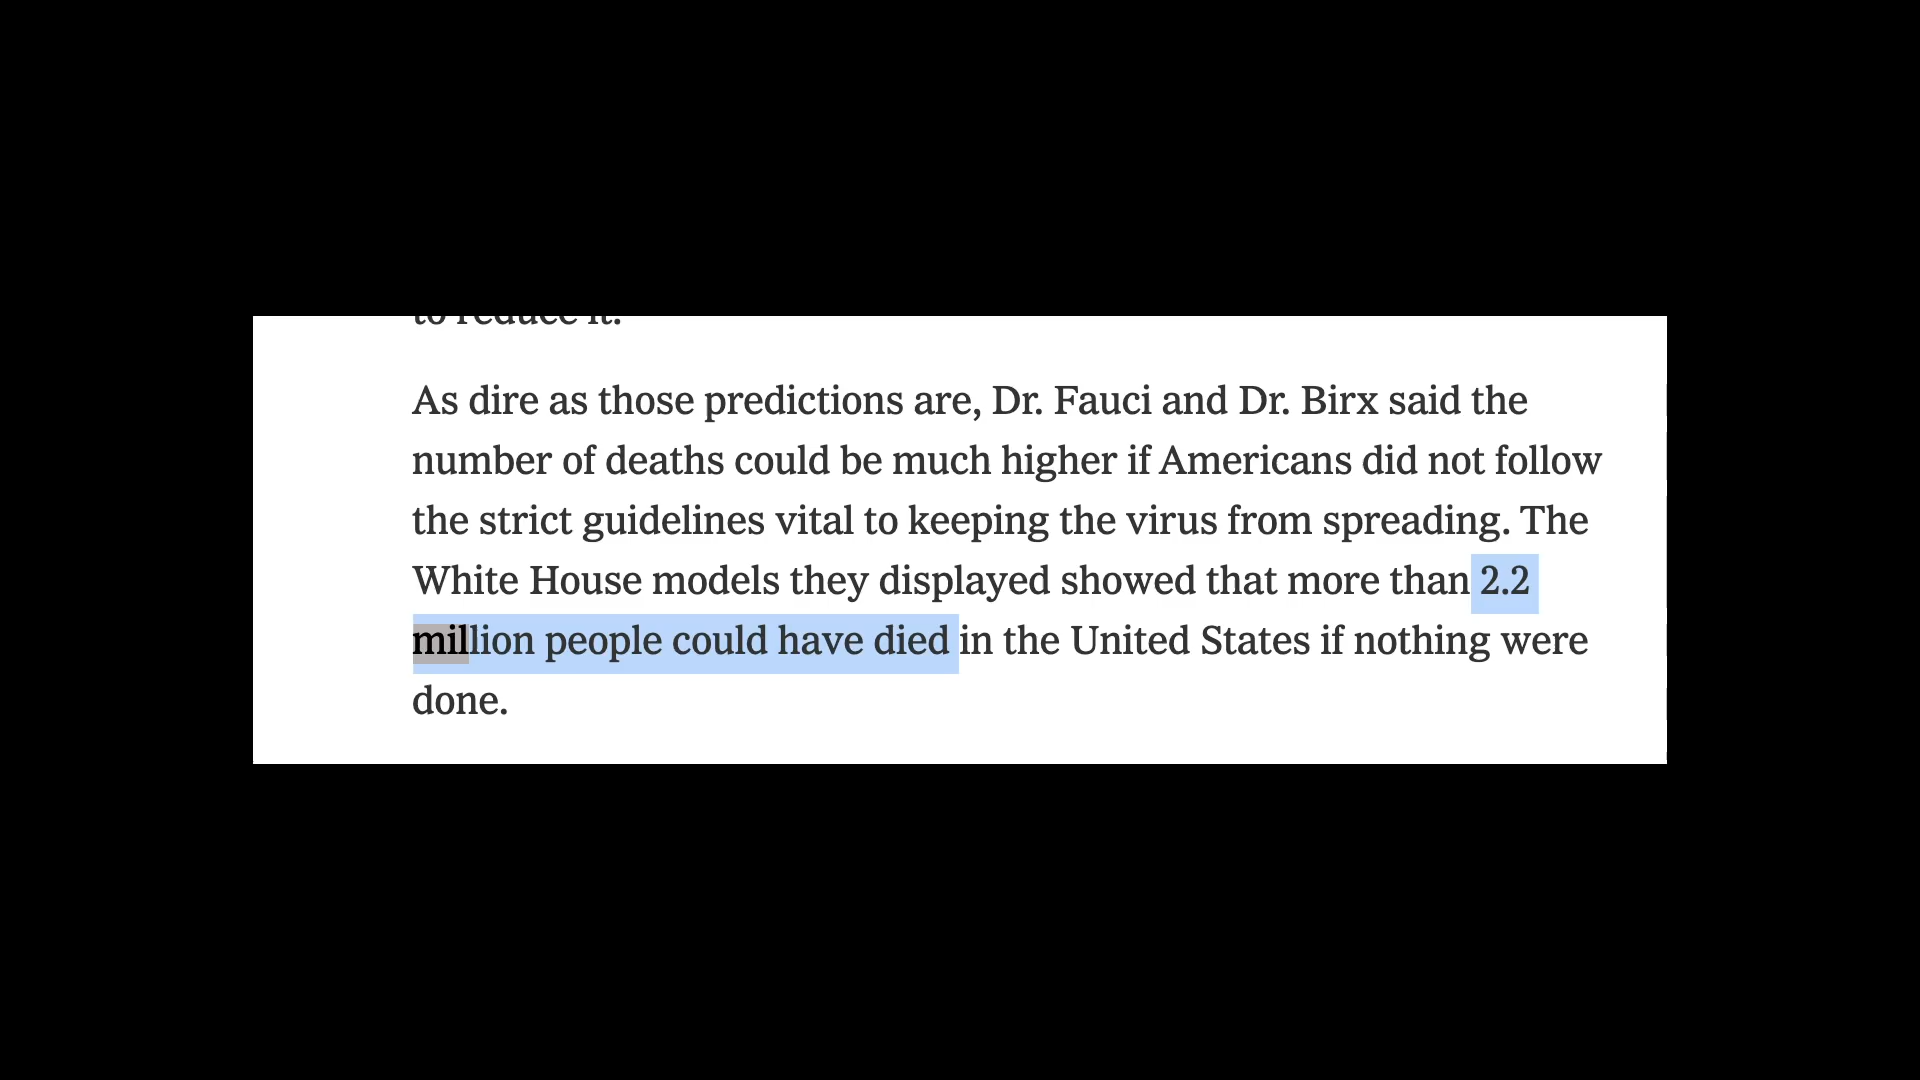 to reduce it.
As dire as those predictions are, Dr. Fauci and Dr. Birx said the
number of deaths could be much higher if Americans did not follow
the strict guidelines vital to keeping the virus from spreading. The
White House models they displayed showed that more than 2.2
million people could have died in the United States if nothing were
done.